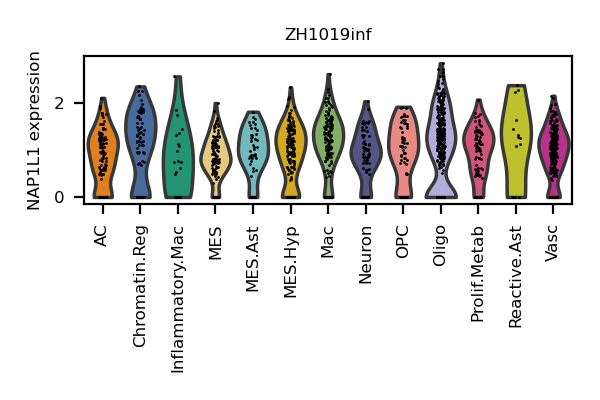 ZH1019inf
NAP1L1 expression
2
0
AC
Chromatin.Reg
Inflammatory.Mac
MES
MES.Ast
MES.Hyp
Mac
Neuron
OPC
Oligo
Prolif.Metab
Reactive.Ast
Vasc